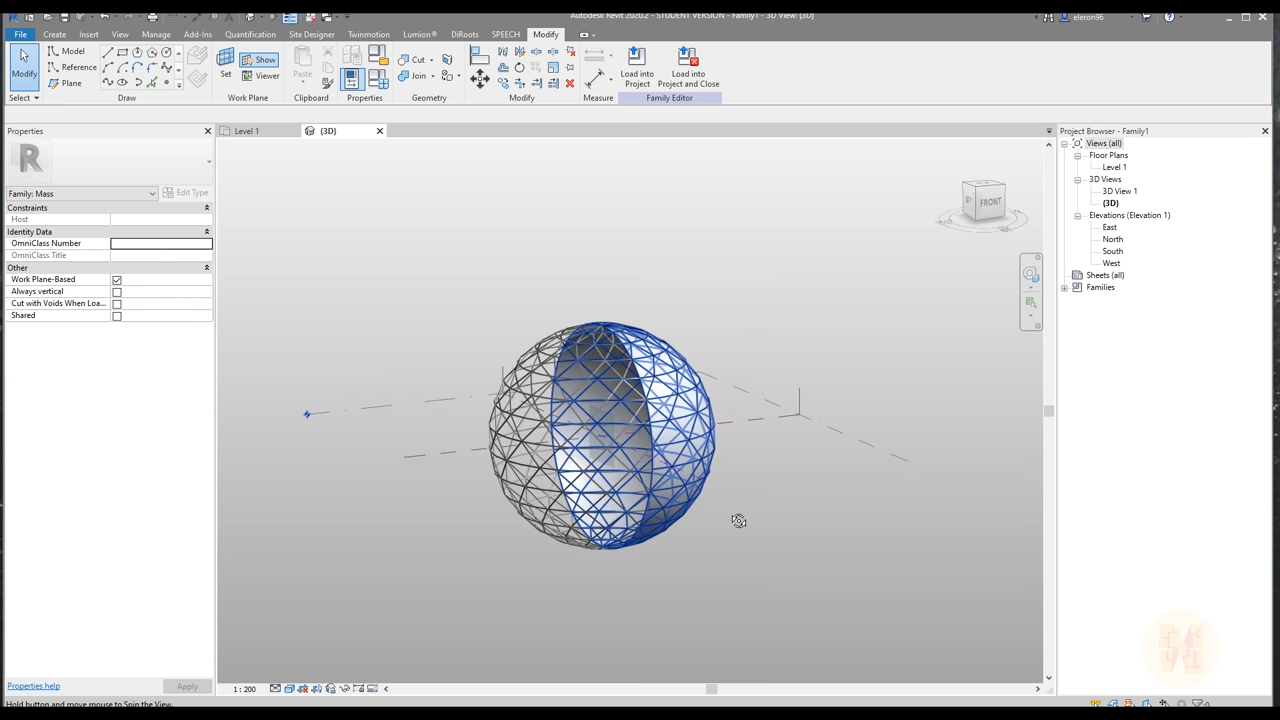 Autodesk Revit 2020.2 - STUDENT VERSION - Family1 - 3D View: {3D}
eleron96
File Create Insert View Manage Add-Ins Quantification Site Designer Twinmotion Lumion® DiRoots SPEECH Modify
Modify
Select
Model
Reference
Plane
Draw
Set
Show
Viewer
Work Plane
Paste
Clipboard
Properties
Cut
Join
Geometry
Modify
Measure
Load into
Project
Load into
Project and Close
Family Editor
Properties
R
Family: Mass
Edit Type
Constraints
Host
Identity Data
OmniClass Number
OmniClass Title
Other
Work Plane-Based
Always vertical
Cut with Voids When Loa...
Shared
Properties help
Apply
Level 1
{3D}
FRONT
1 : 200
Project Browser - Family1
Views (all)
Floor Plans
Level 1
3D Views
3D View 1
{3D}
Elevations (Elevation 1)
East
North
South
West
Sheets (all)
Families
Hold button and move mouse to Spin the View.